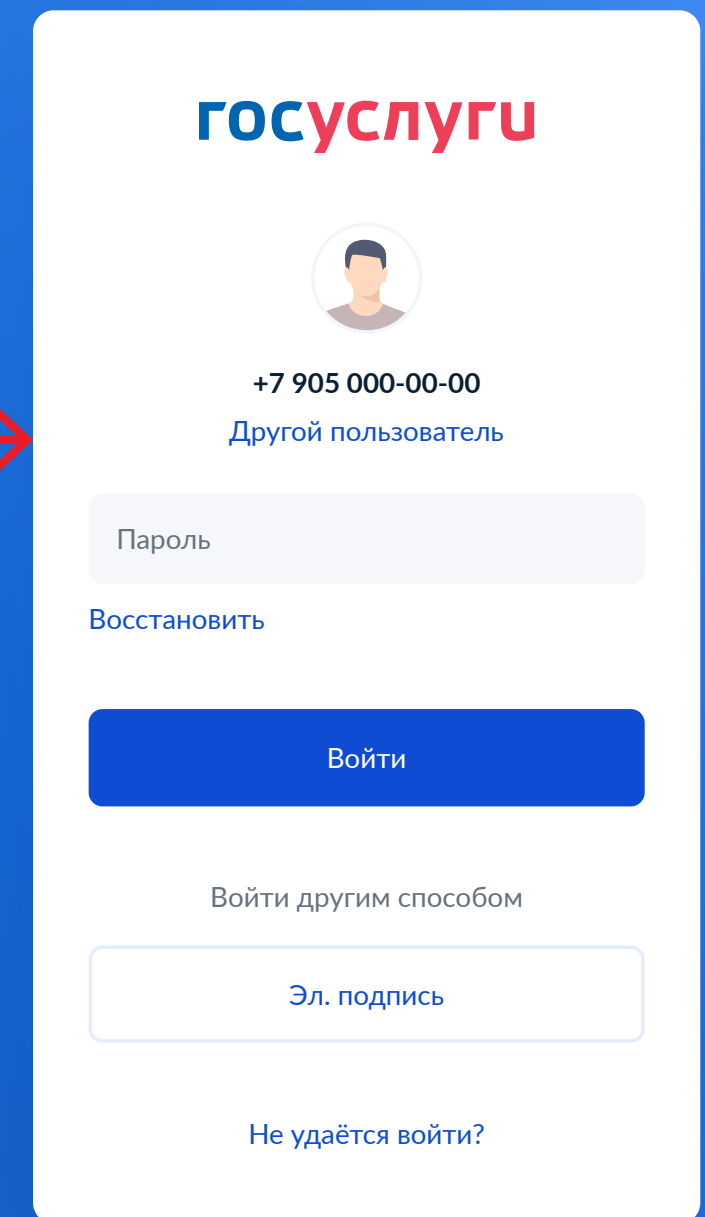 госуслуги
+7 905 000-00-00
Другой пользователь
Пароль
Восстановить
Войти
Войти другим способом
Эл. подпись
Не удаётся войти?